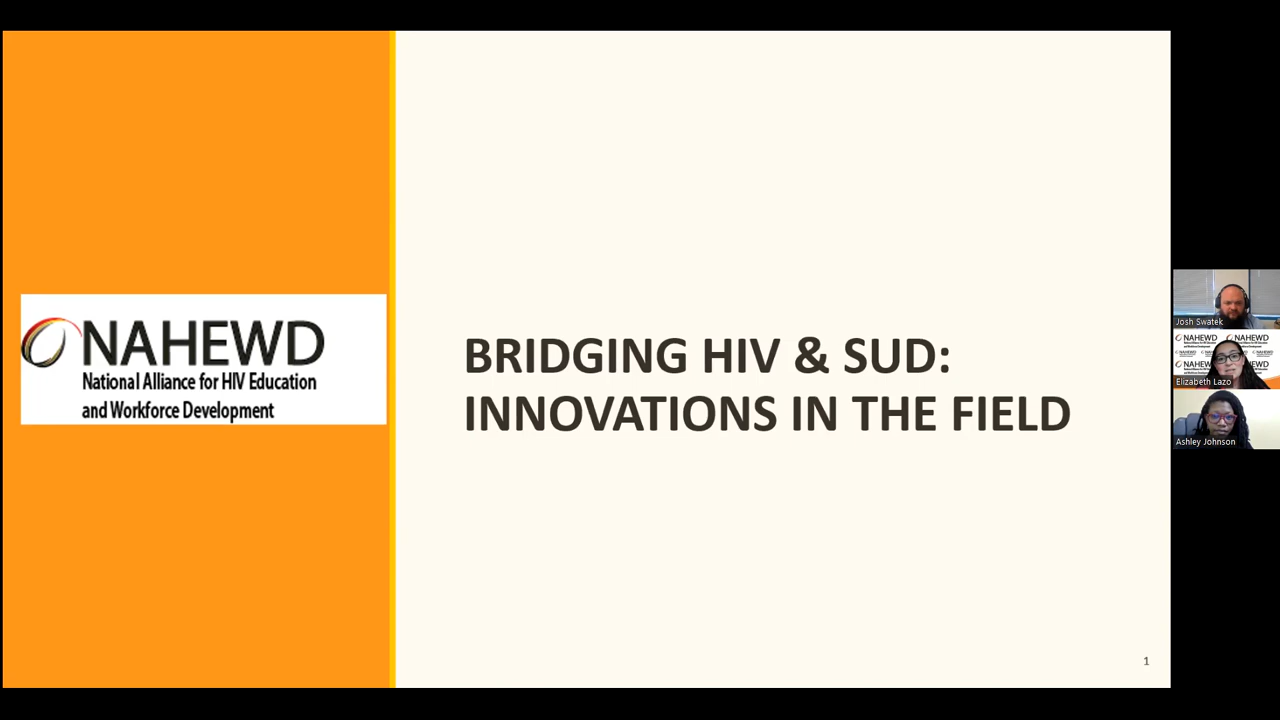 NAHEWD
National Alliance for HIV Education
and Workforce Development
BRIDGING HIV & SUD:
INNOVATIONS IN THE FIELD
1
Josh Swatek
Elizabeth Lazo
Ashley Johnson